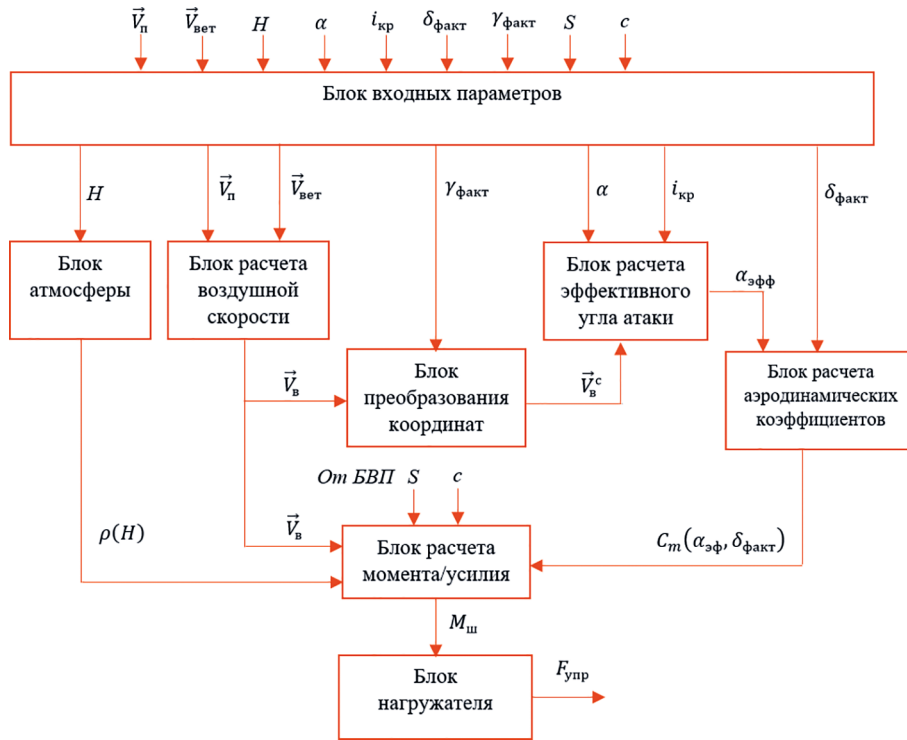 V⃗п V⃗вет H α iкр δфакт γфакт S c
Блок входных параметров
H V⃗п V⃗вет γфакт α iкр δфакт
Блок
атмосферы
Блок расчета
воздушной
скорости
Блок расчета
эффективного
угла атаки
αэфф
Блок
преобразования
координат
V⃗в
V⃗вᶜ
Блок расчета
аэродинамических
коэффициентов
От БВП S c
ρ(H)
V⃗в
Блок расчета
момента/усилия
Cm(αэф, δфакт)
Mш
Блок
нагружателя
Fупр